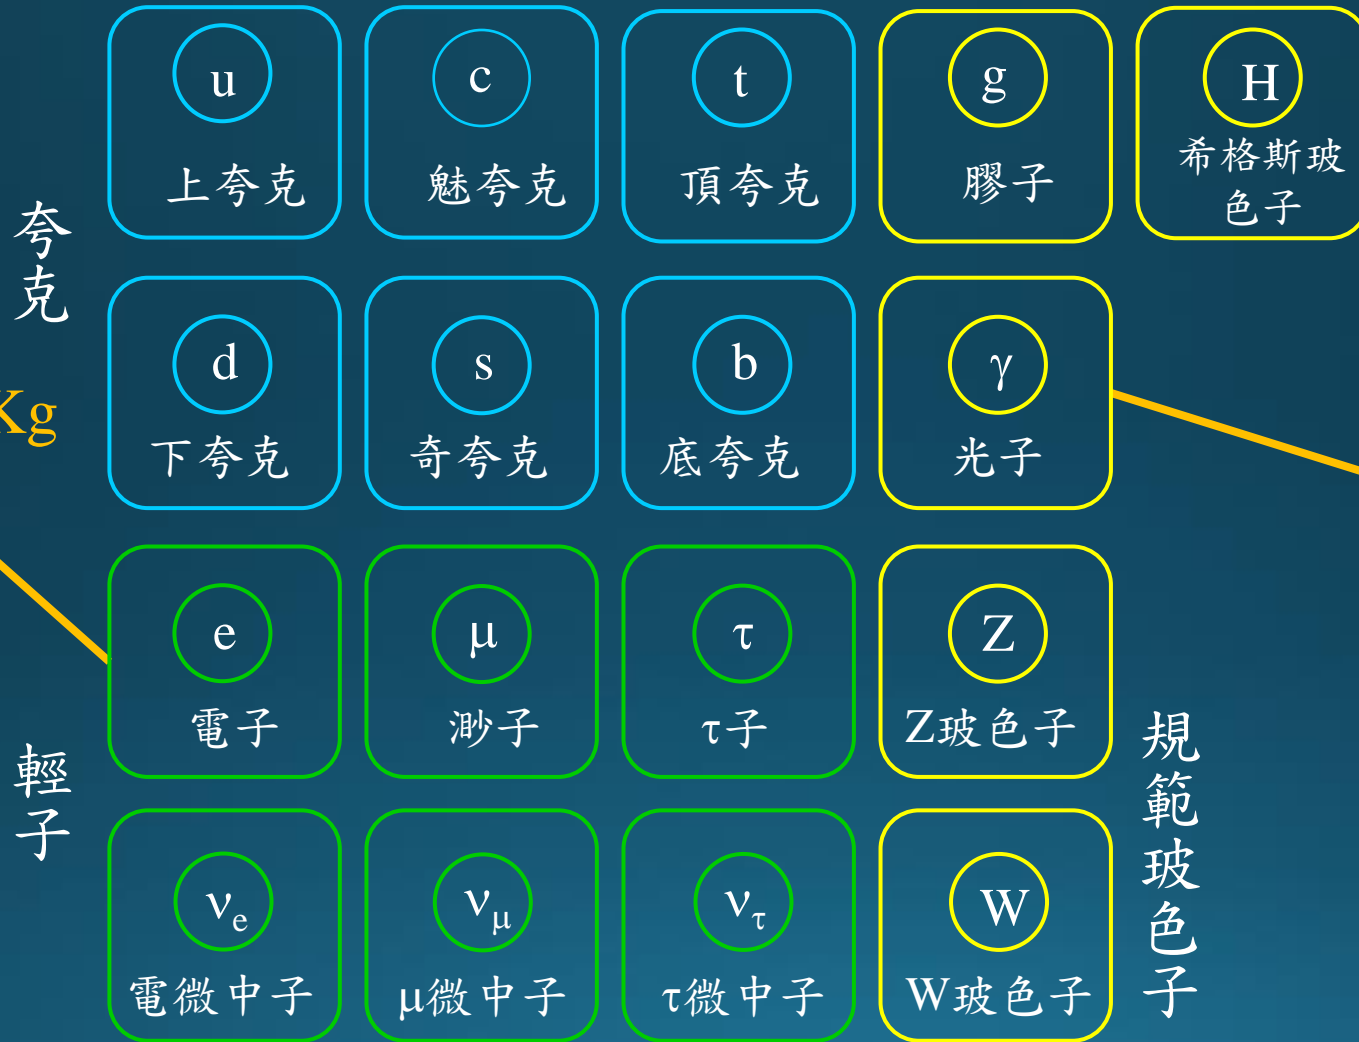 u
上夸克
c
魅夸克
t
頂夸克
g
膠子
H
希格斯玻
色子
夸克
d
下夸克
s
奇夸克
b
底夸克
γ
光子
Kg
e
電子
μ
渺子
τ
τ子
Z
Z玻色子
輕子
規範玻色子
νe
電微中子
νμ
μ微中子
ντ
τ微中子
W
W玻色子